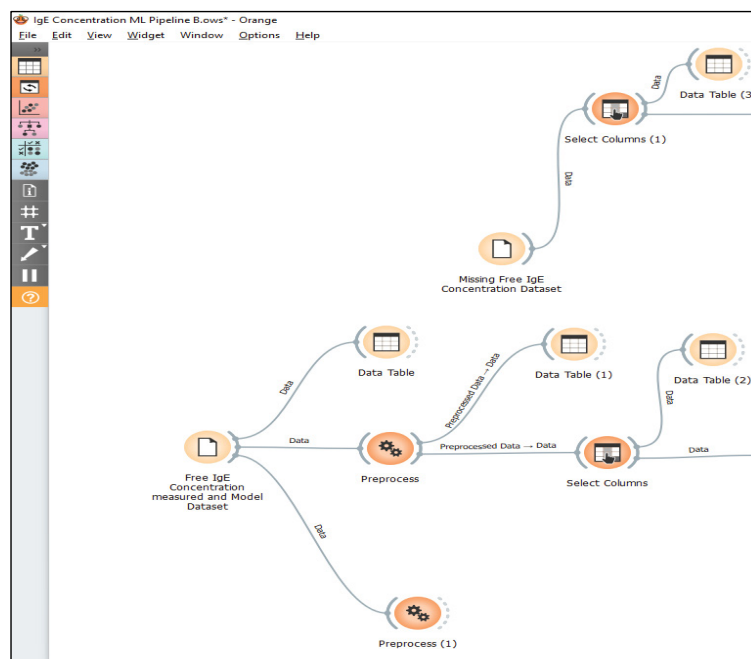 IgE Concentration ML Pipeline B.ows* - Orange
File Edit View Widget Window Options Help
Data
Data Table (3
Select Columns (1)
Data
Missing Free IgE
Concentration Dataset
Data Table
Data Table (1)
Data Table (2)
Data
Preprocessed Data → Data
Data
Data
Preprocessed Data → Data
Data
Free IgE
Concentration
measured and Model
Dataset
Preprocess
Select Columns
Data
Preprocess (1)